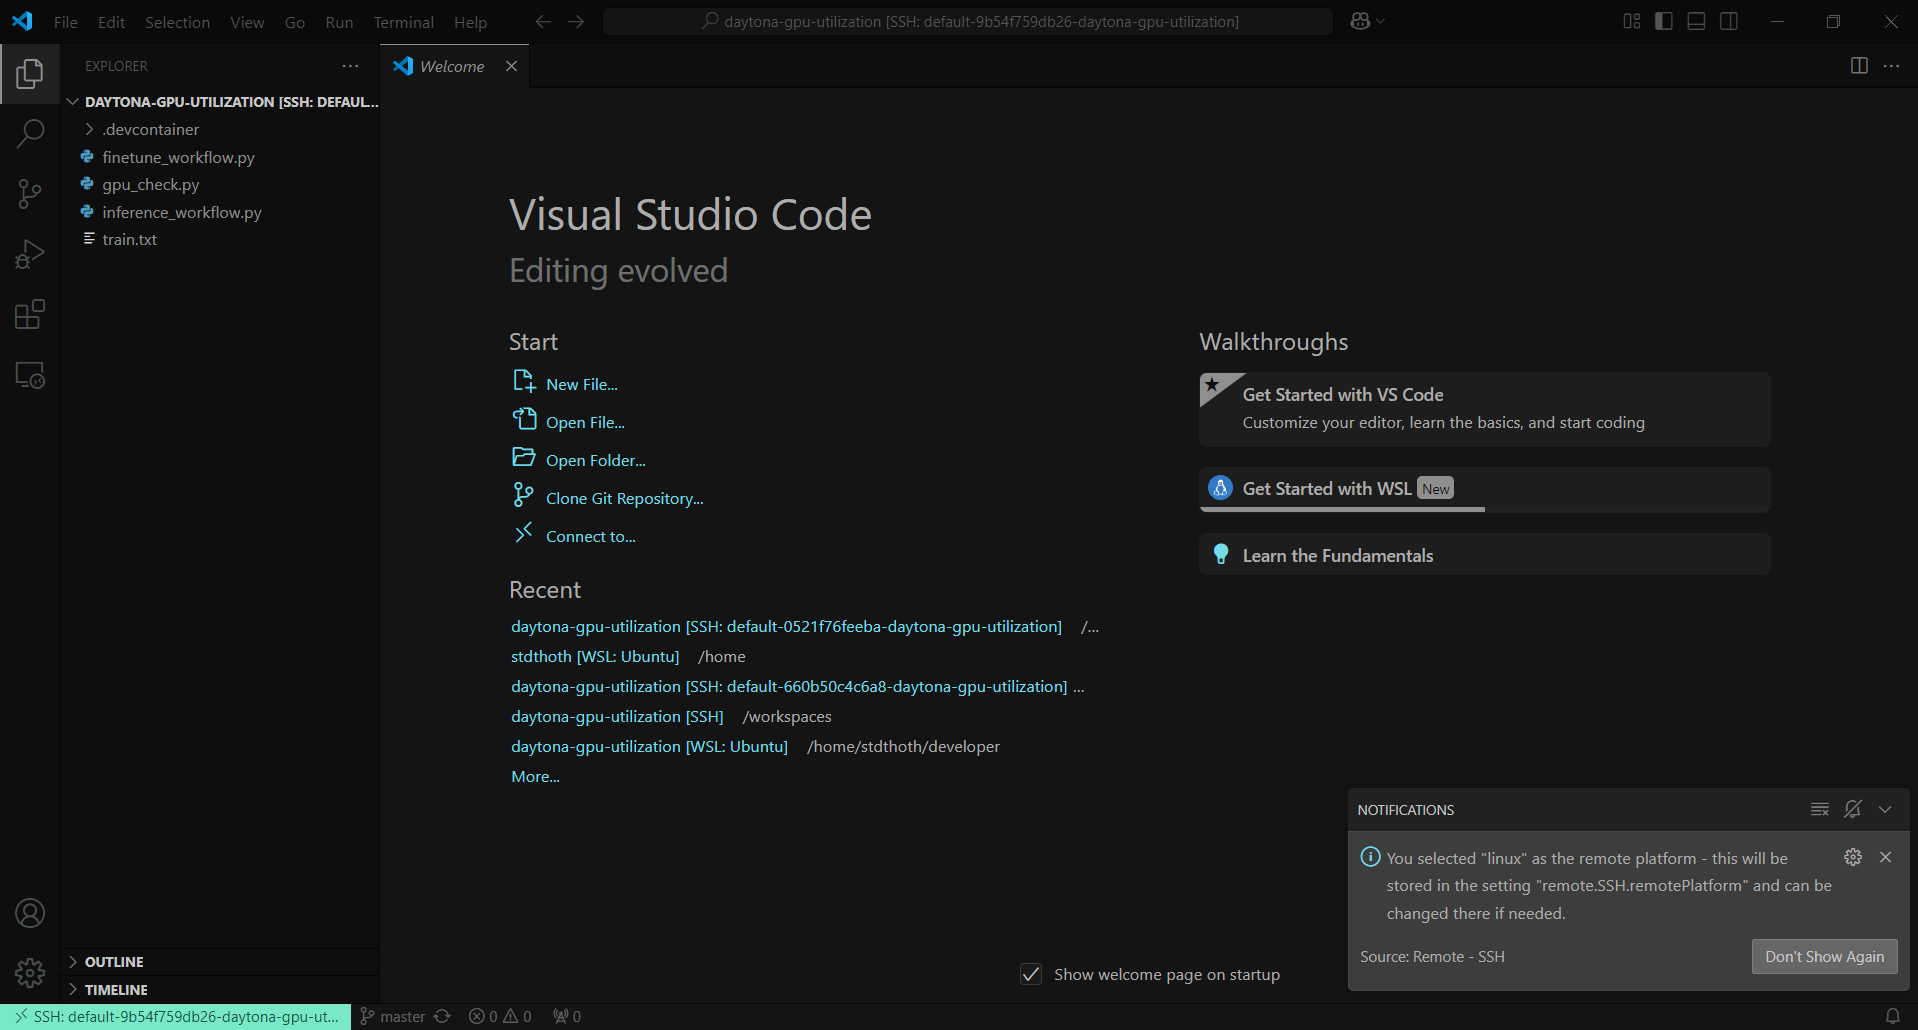 File Edit Selection View Go Run Terminal Help
daytona-gpu-utilization [SSH: default-9b54f759db26-daytona-gpu-utilization]
EXPLORER
Welcome
DAYTONA-GPU-UTILIZATION [SSH: DEFAUL...
.devcontainer
finetune_workflow.py
gpu_check.py
inference_workflow.py
train.txt
Visual Studio Code
Editing evolved
Start
New File...
Open File...
Open Folder...
Clone Git Repository...
Connect to...
Recent
daytona-gpu-utilization [SSH: default-0521f76feeba-daytona-gpu-utilization] /...
stdthoth [WSL: Ubuntu] /home
daytona-gpu-utilization [SSH: default-660b50c4c6a8-daytona-gpu-utilization] ...
daytona-gpu-utilization [SSH] /workspaces
daytona-gpu-utilization [WSL: Ubuntu] /home/stdthoth/developer
More...
Walkthroughs
Get Started with VS Code
Customize your editor, learn the basics, and start coding
Get Started with WSL New
Learn the Fundamentals
NOTIFICATIONS
You selected "linux" as the remote platform - this will be
stored in the setting "remote.SSH.remotePlatform" and can be
changed there if needed.
Source: Remote - SSH
Don't Show Again
Show welcome page on startup
OUTLINE
TIMELINE
SSH: default-9b54f759db26-daytona-gpu-ut... master 0 0 0